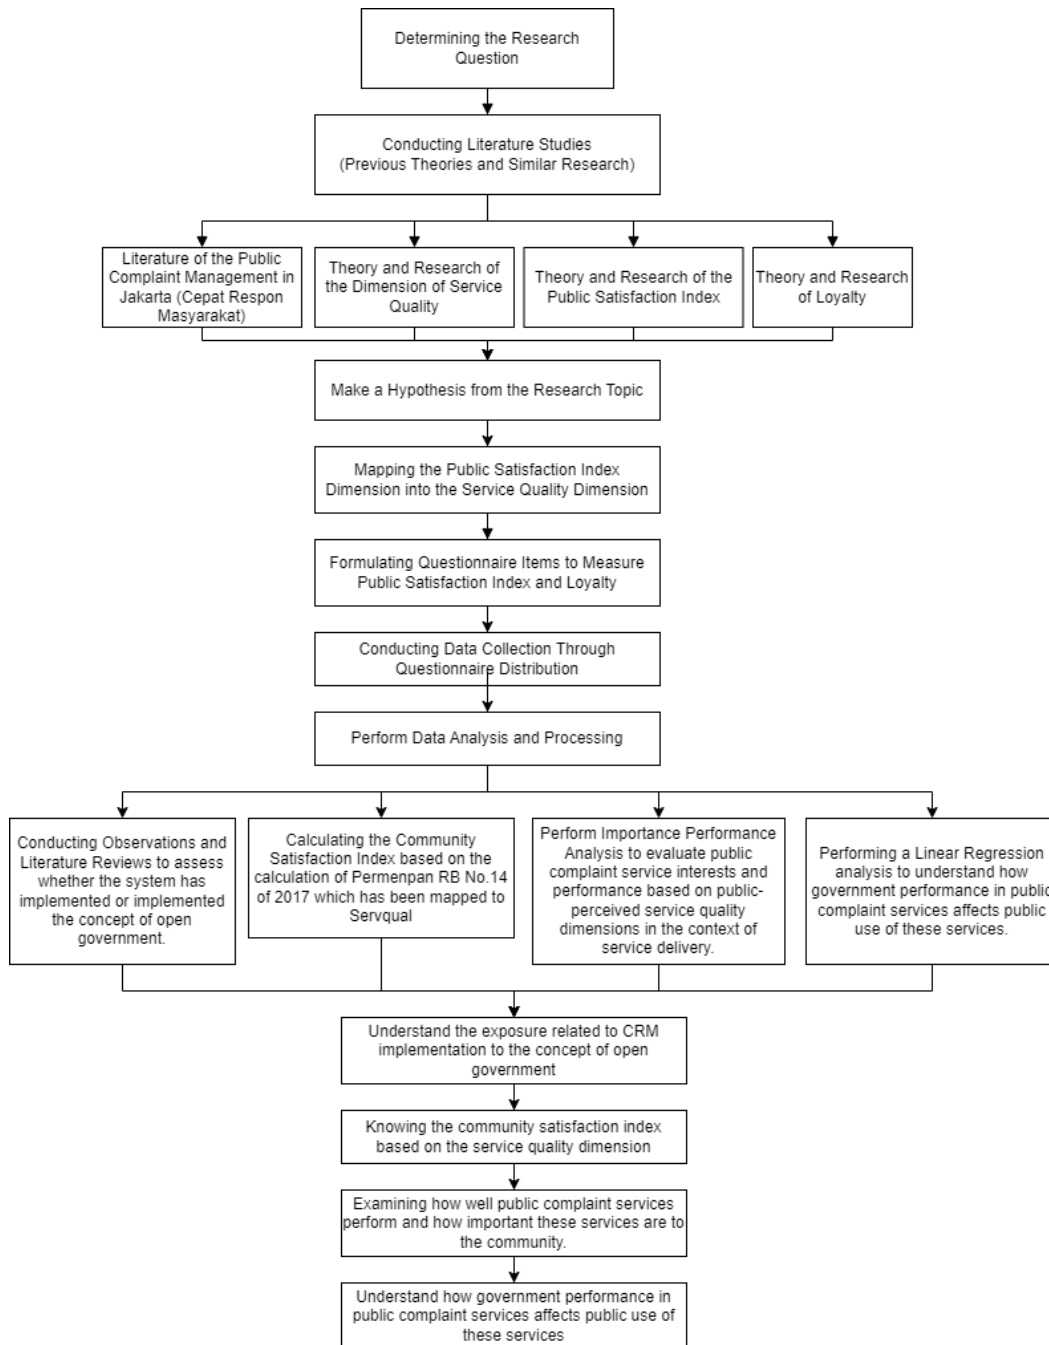 Determining the Research
Question
Conducting Literature Studies
(Previous Theories and Similar Research)
Literature of the Public
Complaint Management in
Jakarta (Cepat Respon
Masyarakat)
Theory and Research of
the Dimension of Service
Quality
Theory and Research of the
Public Satisfaction Index
Theory and Research
of Loyalty
Make a Hypothesis from the Research Topic
Mapping the Public Satisfaction Index
Dimension into the Service Quality Dimension
Formulating Questionnaire Items to Measure
Public Satisfaction Index and Loyalty
Conducting Data Collection Through
Questionnaire Distribution
Perform Data Analysis and Processing
Conducting Observations and
Literature Reviews to assess
whether the system has
implemented or implemented
the concept of open
government.
Calculating the Community
Satisfaction Index based on the
calculation of Permenpan RB No.14
of 2017 which has been mapped to
Servqual
Perform Importance Performance
Analysis to evaluate public
complaint service interests and
performance based on public-
perceived service quality
dimensions in the context of
service delivery.
Performing a Linear Regression
analysis to understand how
government performance in public
complaint services affects public
use of these services.
Understand the exposure related to CRM
implementation to the concept of open
government
Knowing the community satisfaction index
based on the service quality dimension
Examining how well public complaint services
perform and how important these services are to
the community.
Understand how government performance in
public complaint services affects public use of
these services